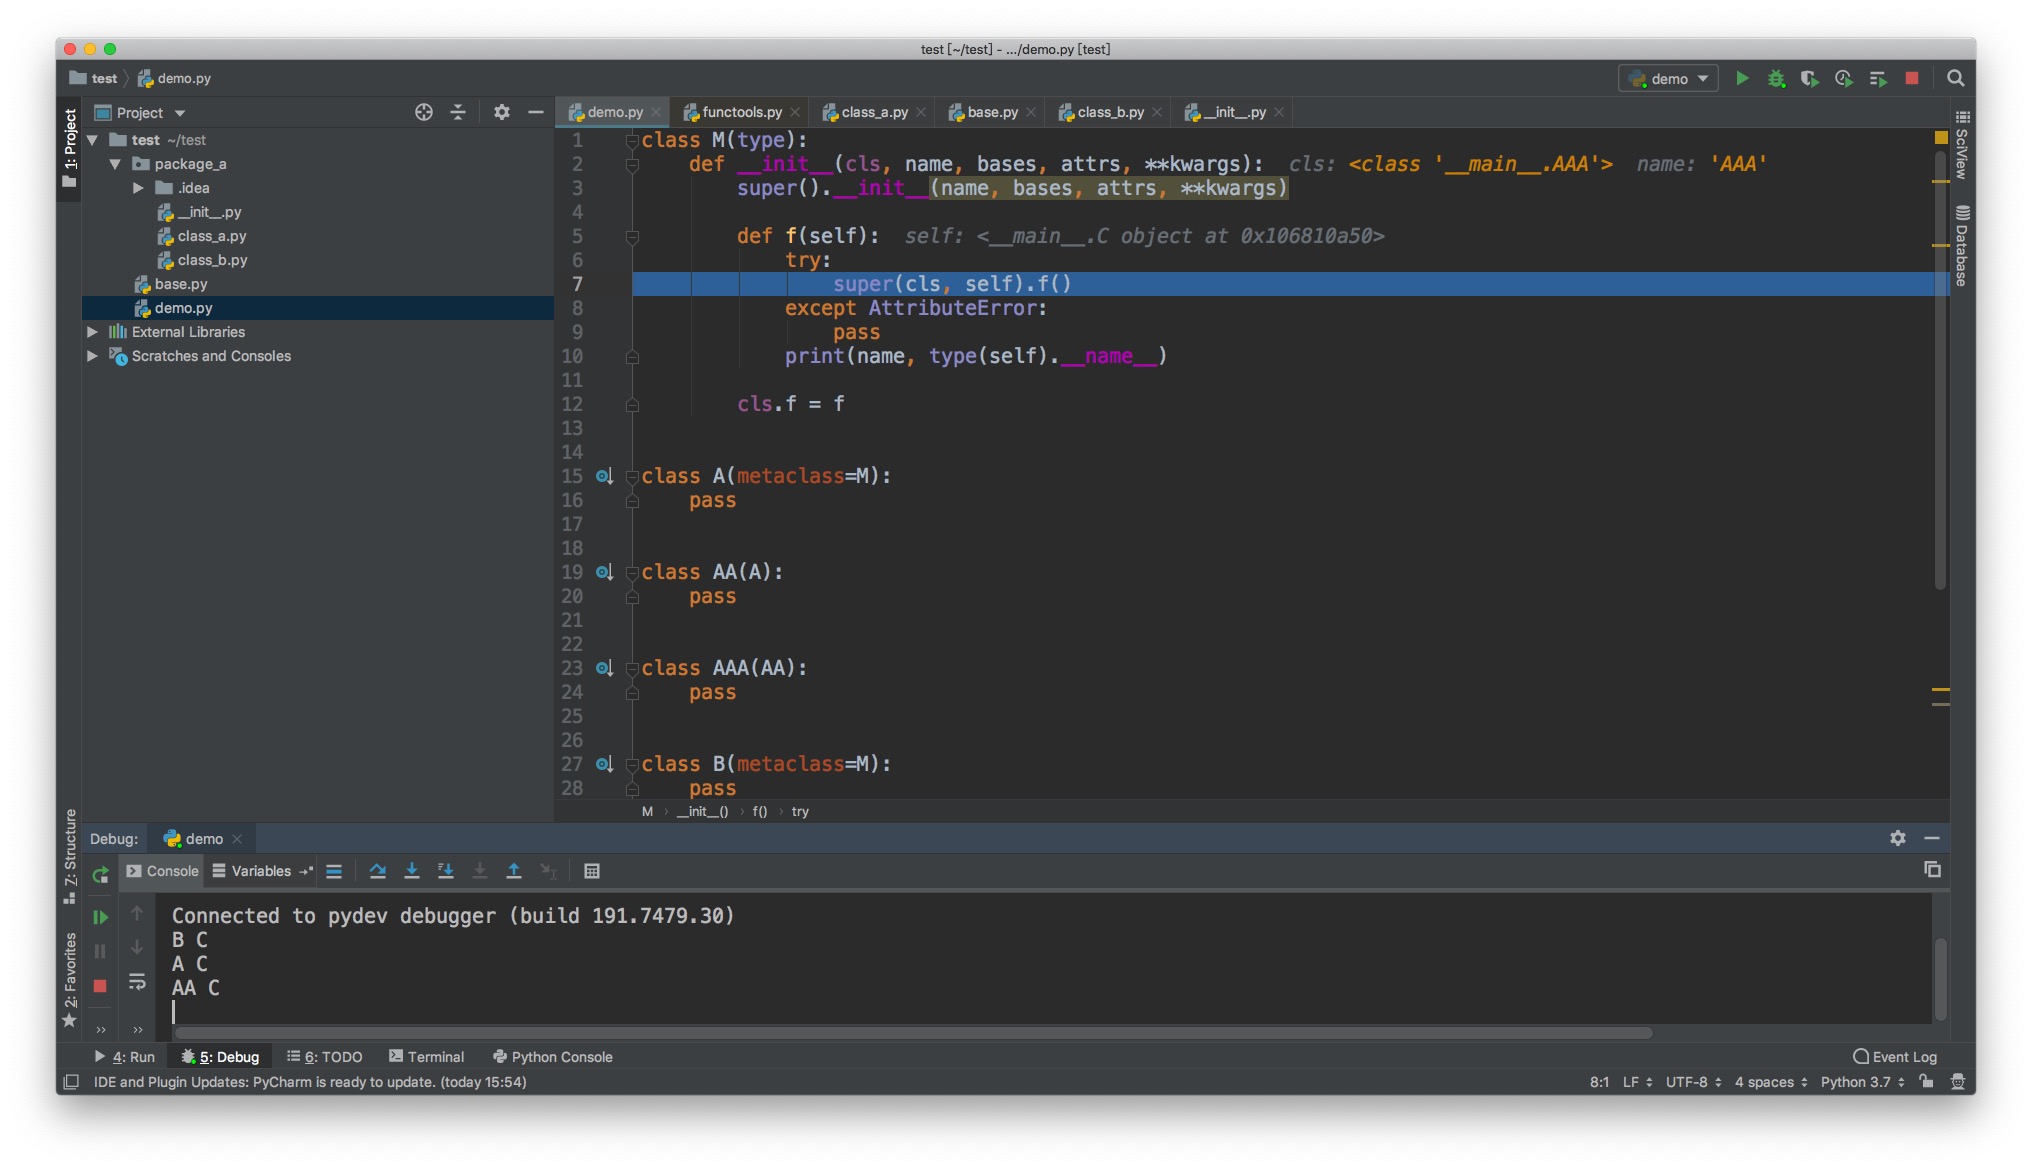 test [~/test] - .../demo.py [test]
test demo.py
demo
1: Project
Project
test ~/test
package_a
.idea
__init__.py
class_a.py
class_b.py
base.py
demo.py
External Libraries
Scratches and Consoles
demo.py functools.py class_a.py base.py class_b.py __init__.py
1 class M(type):
2 def __init__(cls, name, bases, attrs, **kwargs): cls: <class '__main__.AAA'> name: 'AAA'
3 super().__init__(name, bases, attrs, **kwargs)
4
5 def f(self): self: <__main__.C object at 0x106810a50>
6 try:
7 super(cls, self).f()
8 except AttributeError:
9 pass
10 print(name, type(self).__name__)
11
12 cls.f = f
13
14
15 class A(metaclass=M):
16 pass
17
18
19 class AA(A):
20 pass
21
22
23 class AAA(AA):
24 pass
25
26
27 class B(metaclass=M):
28 pass
M › __init__() › f() › try
SciView
Database
7: Structure
2: Favorites
Debug: demo
Console Variables
Connected to pydev debugger (build 191.7479.30)
B C
A C
AA C
4: Run 5: Debug 6: TODO Terminal Python Console Event Log
IDE and Plugin Updates: PyCharm is ready to update. (today 15:54) 8:1 LF UTF-8 4 spaces Python 3.7